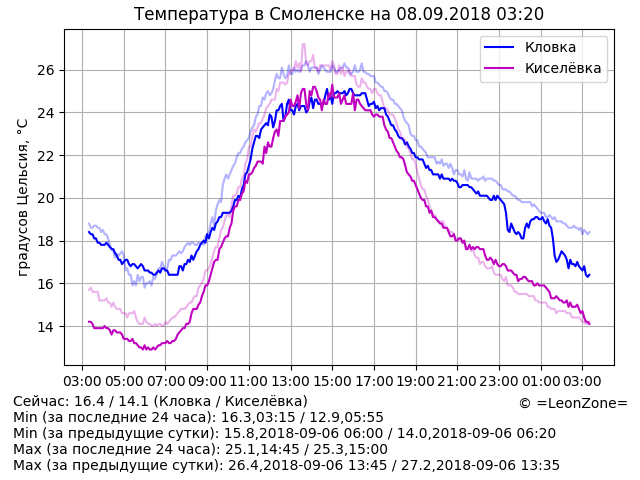 Температура в Смоленске на 08.09.2018 03:20
Кловка
Киселёвка
градусов Цельсия, °C
26
24
22
20
18
16
14
03:00 05:00 07:00 09:00 11:00 13:00 15:00 17:00 19:00 21:00 23:00 01:00 03:00
Сейчас: 16.4 / 14.1 (Кловка / Киселёвка)
© =LeonZone=
Min (за последние 24 часа): 16.3,03:15 / 12.9,05:55
Min (за предыдущие сутки): 15.8,2018-09-06 06:00 / 14.0,2018-09-06 06:20
Max (за последние 24 часа): 25.1,14:45 / 25.3,15:00
Max (за предыдущие сутки): 26.4,2018-09-06 13:45 / 27.2,2018-09-06 13:35